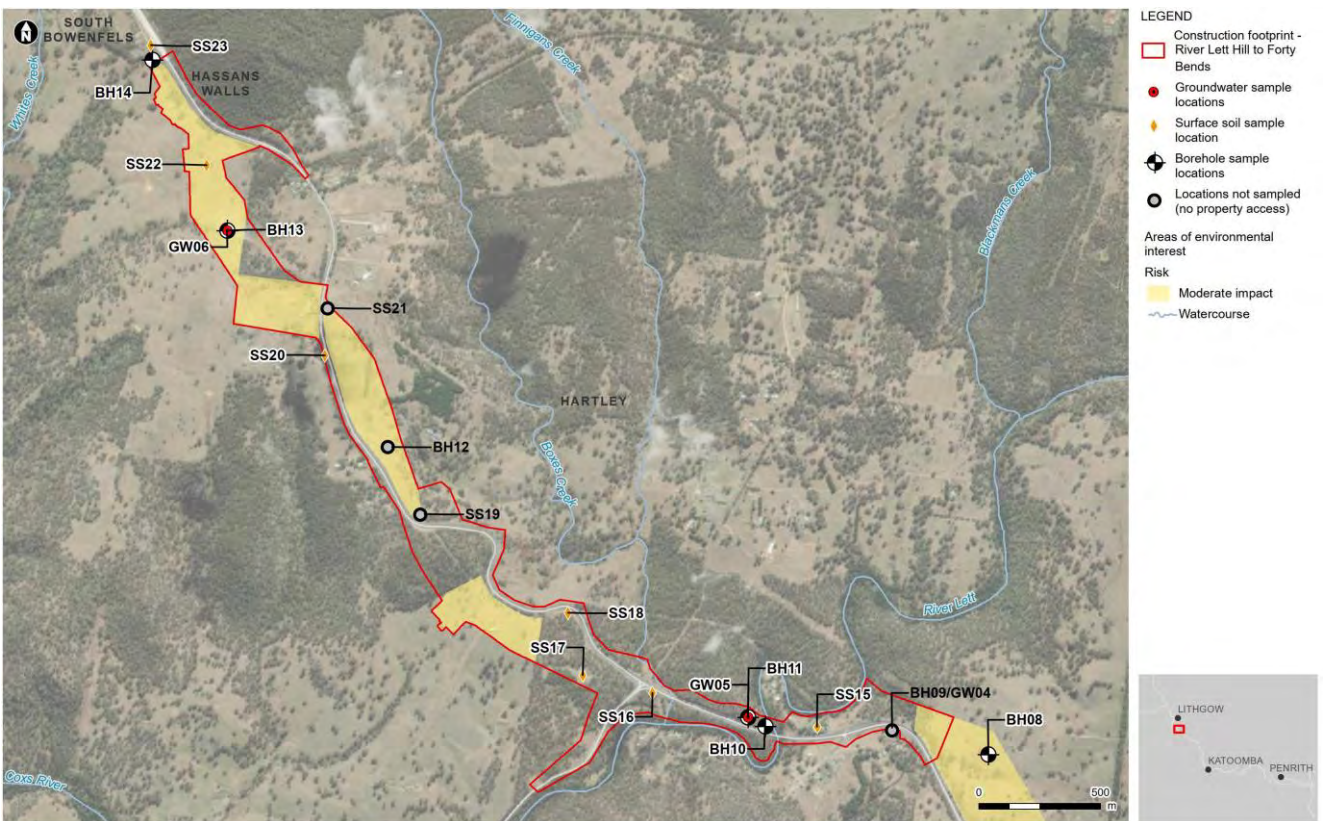 N
SOUTH
BOWENFELS
SS23
HASSANS
WALLS
BH14
Whites Creek
Finnigans Creek
SS22
BH13
GW06
SS21
SS20
Blackmans Creek
HARTLEY
BH12
Boxes Creek
SS19
River Lett
SS18
SS17
BH11
GW05
SS15
BH09/GW04
SS16
BH08
BH10
Coxs River
0 500
m
LEGEND
Construction footprint -
River Lett Hill to Forty
Bends
Groundwater sample
locations
Surface soil sample
location
Borehole sample
locations
Locations not sampled
(no property access)
Areas of environmental
interest
Risk
Moderate impact
Watercourse
LITHGOW
KATOOMBA
PENRITH